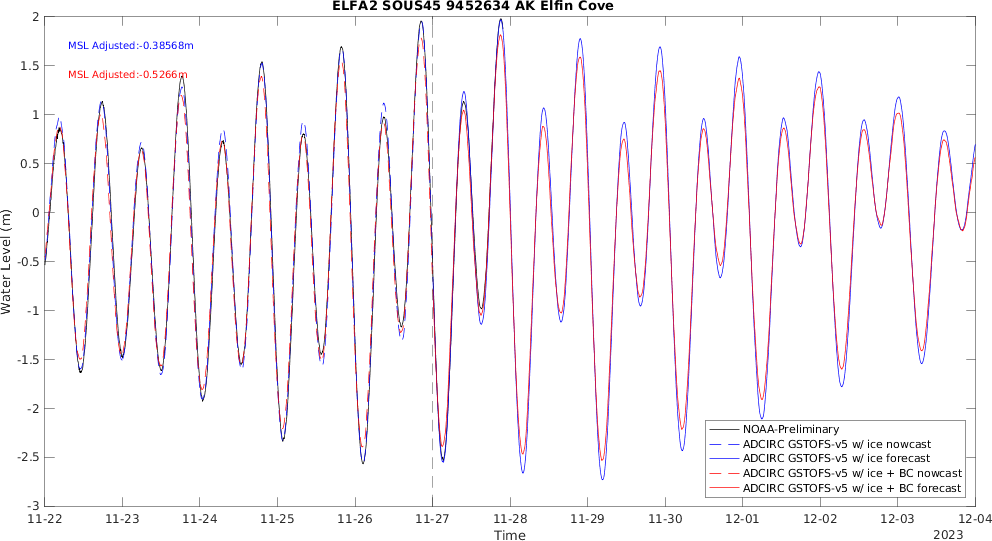 ELFA2 SOUS45 9452634 AK Elfin Cove
MSL Adjusted:-0.38568m
MSL Adjusted:-0.5266m
2
1.5
1
0.5
0
-0.5
-1
-1.5
-2
-2.5
-3
Water Level (m)
NOAA-Preliminary
ADCIRC GSTOFS-v5 w/ ice nowcast
ADCIRC GSTOFS-v5 w/ ice forecast
ADCIRC GSTOFS-v5 w/ ice + BC nowcast
ADCIRC GSTOFS-v5 w/ ice + BC forecast
11-22 11-23 11-24 11-25 11-26 11-27 11-28 11-29 11-30 12-01 12-02 12-03 12-04
Time
2023